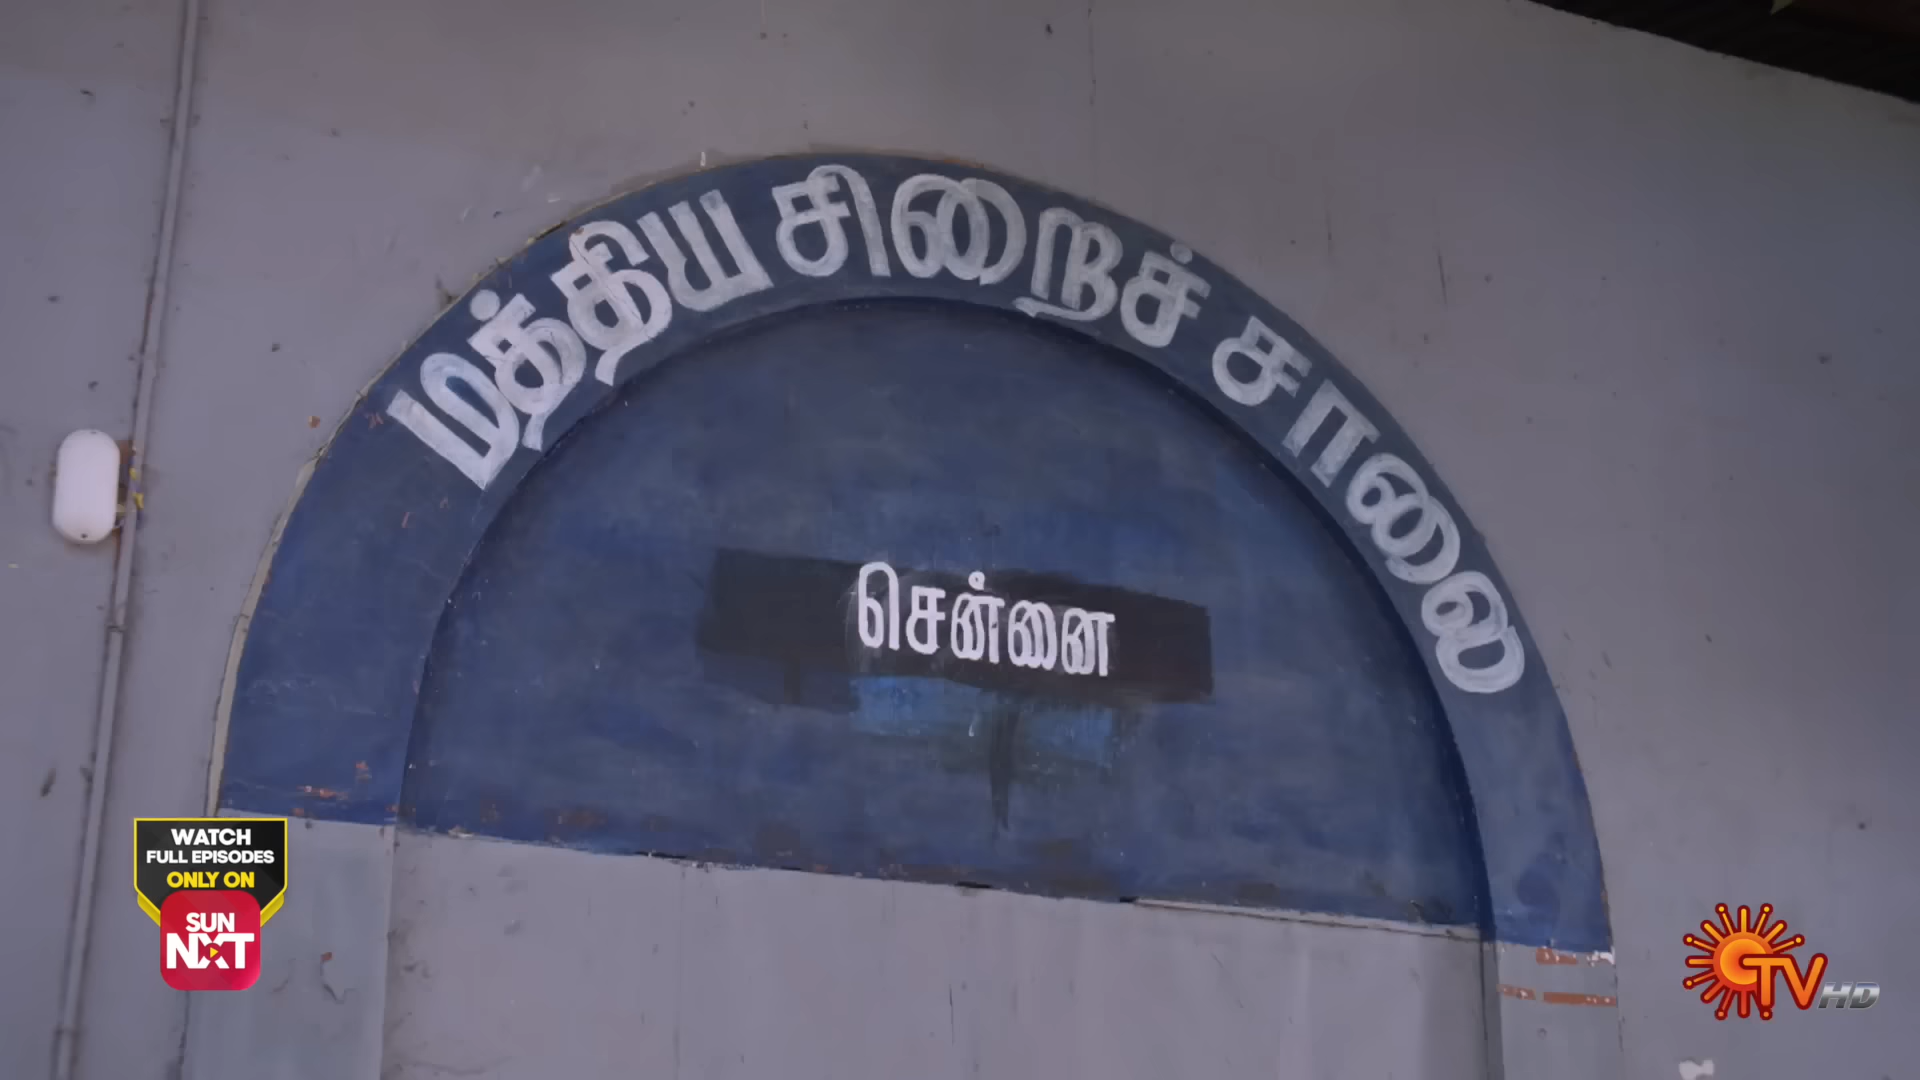 மத்திய சிறைச் சாலை
சென்னை
WATCH
FULL EPISODES
ONLY ON
SUN
NXT
TV HD